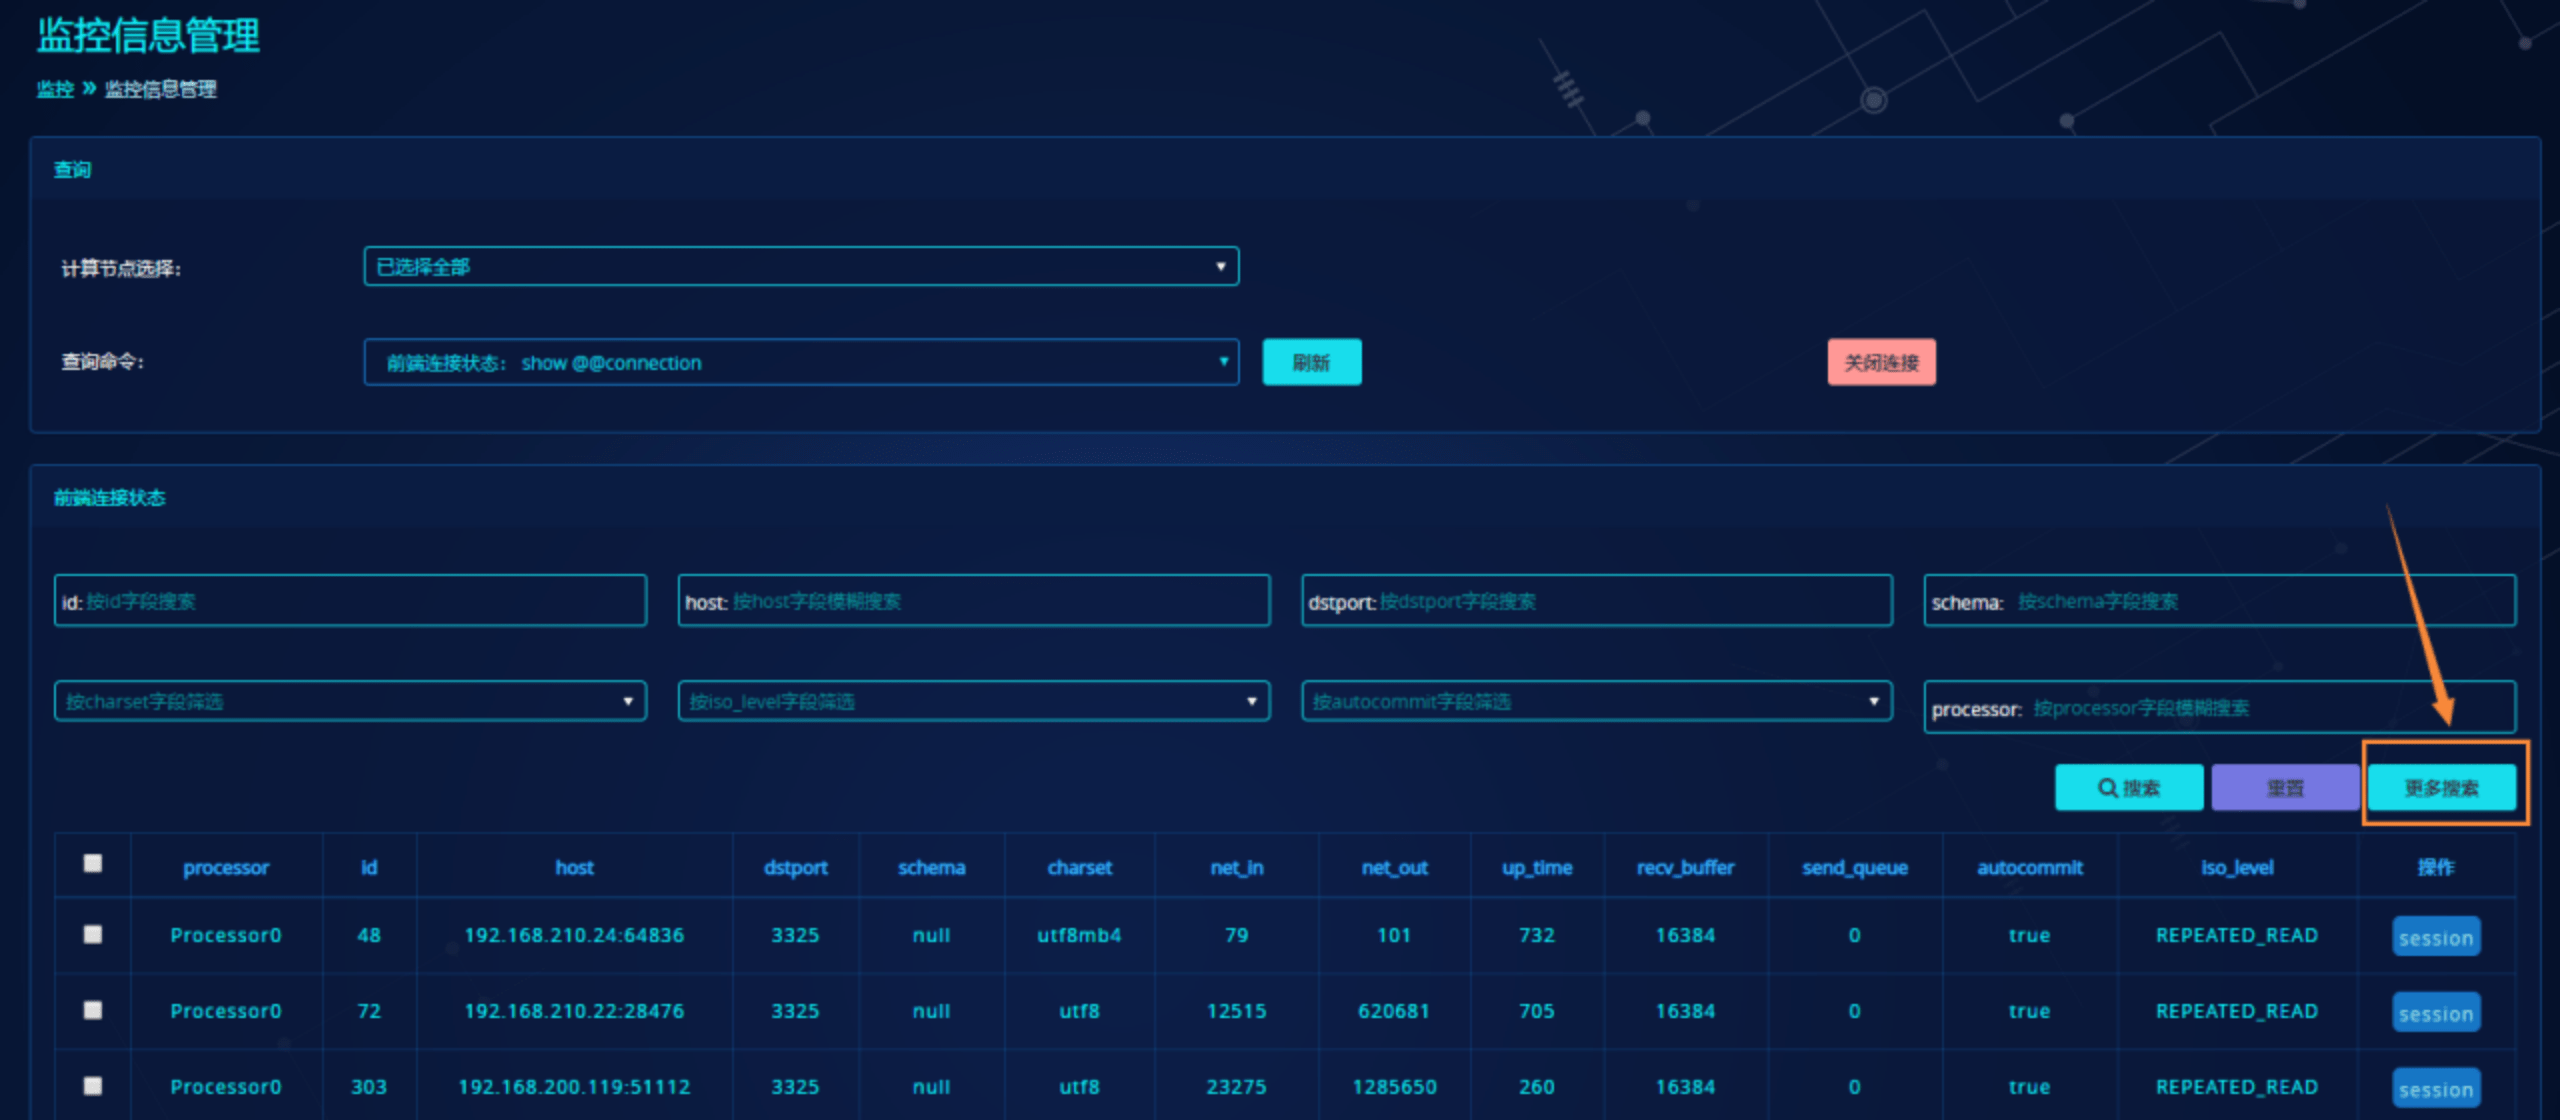 监控信息管理
监控 » 监控信息管理
查询
计算节点选择: 已选择全部
查询命令: 前端连接状态: show @@connection 刷新 关闭连接
前端连接状态
id: 按id字段搜索 host: 按host字段模糊搜索 dstport: 按dstport字段搜索 schema: 按schema字段搜索
按charset字段筛选 按iso_level字段筛选 按autocommit字段筛选 processor: 按processor字段模糊搜索
搜索 重置 更多搜索
processor id host dstport schema charset net_in net_out up_time recv_buffer send_queue autocommit iso_level 操作
Processor0 48 192.168.210.24:64836 3325 null utf8mb4 79 101 732 16384 0 true REPEATED_READ session
Processor0 72 192.168.210.22:28476 3325 null utf8 12515 620681 705 16384 0 true REPEATED_READ session
Processor0 303 192.168.200.119:51112 3325 null utf8 23275 1285650 260 16384 0 true REPEATED_READ session